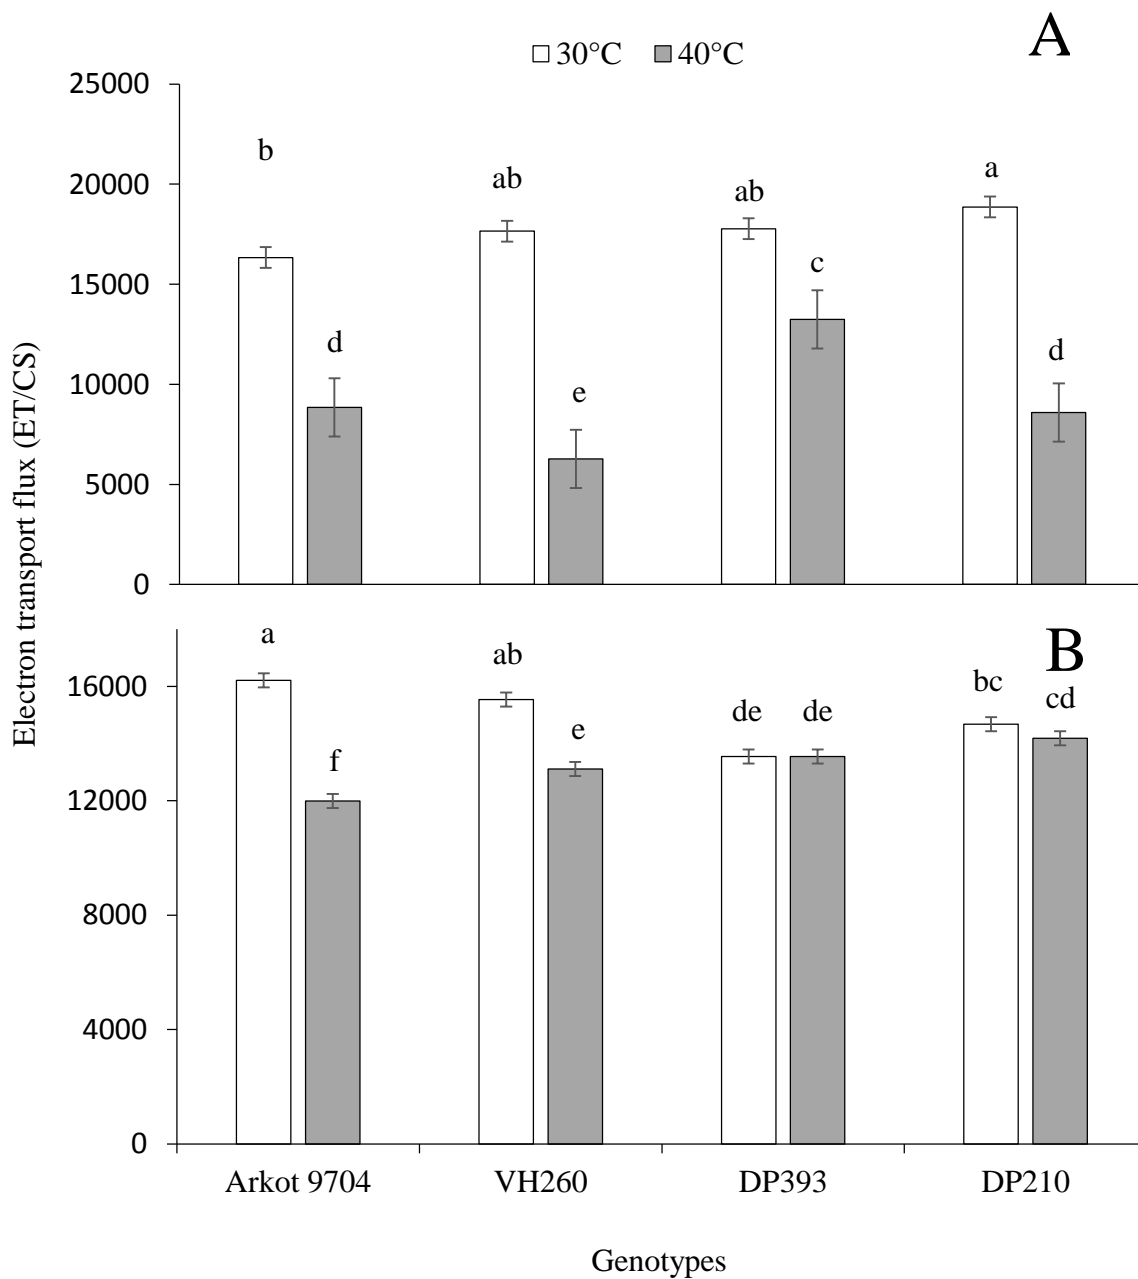 A
30°C 40°C
25000
20000
15000
10000
5000
0
b
ab
ab
a
d
e
c
d
Electron transport flux (ET/CS)
B
16000
12000
8000
4000
0
a
ab
de
de
bc
cd
f
e
Arkot 9704 VH260 DP393 DP210
Genotypes